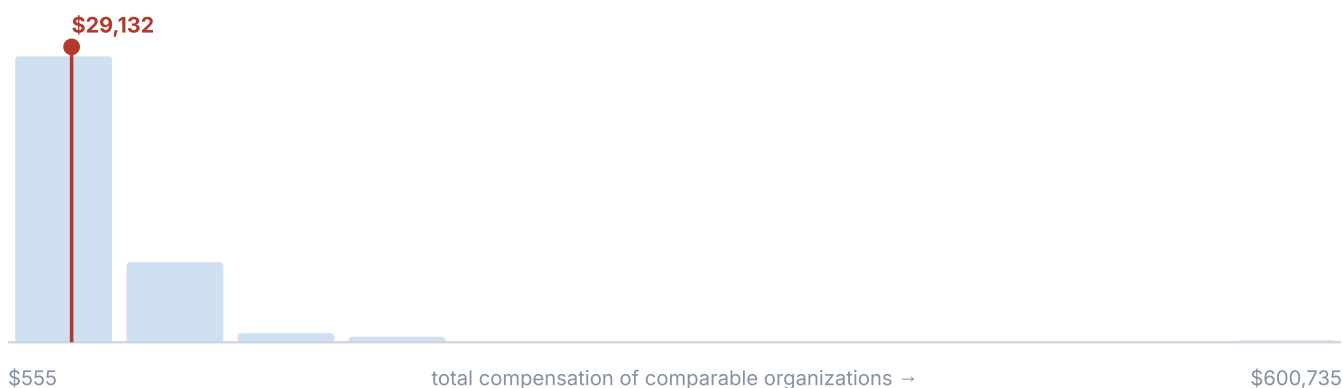 $29,132
$555
total compensation of comparable organizations →
$600,735